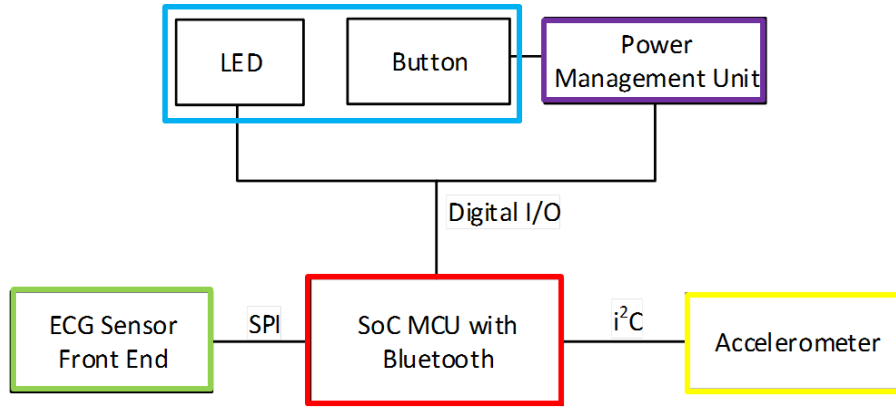 LED
Button
Power
Management Unit
Digital I/O
ECG Sensor
Front End
SPI
SoC MCU with
Bluetooth
i²C
Accelerometer